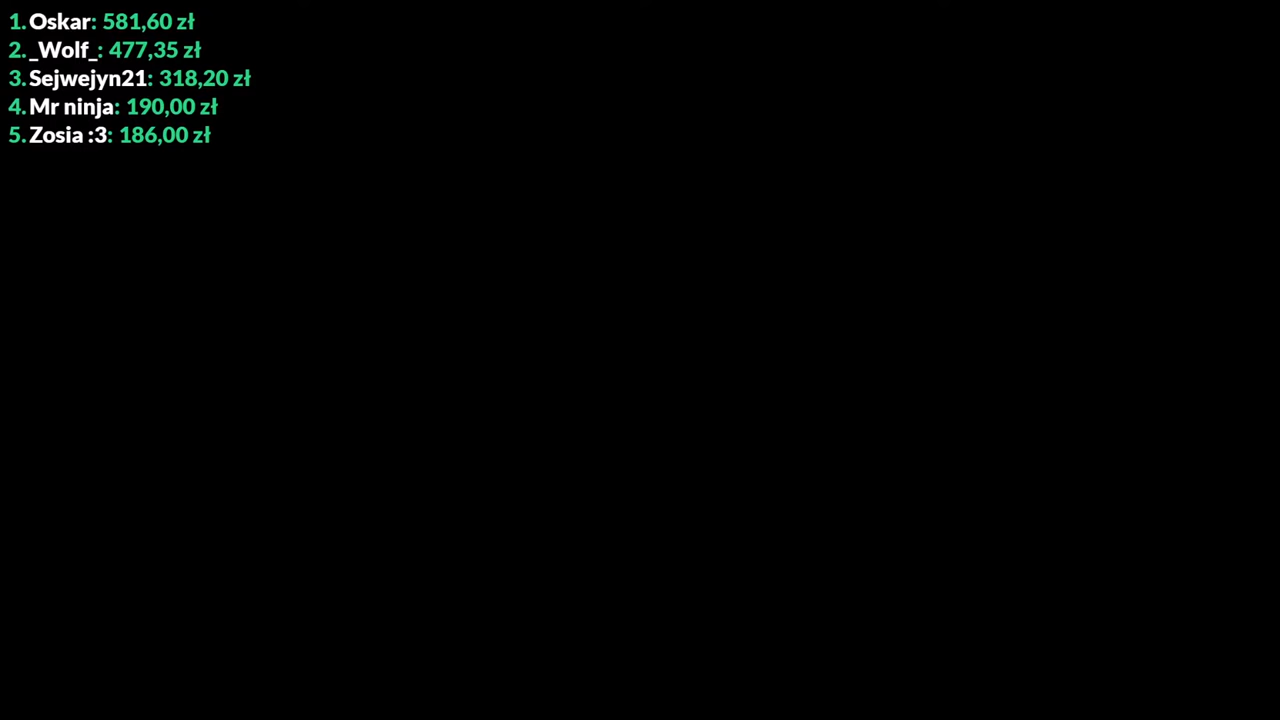 1. Oskar: 581,60 zł
2. _Wolf_: 477,35 zł
3. Sejwejyn21: 318,20 zł
4. Mr ninja: 190,00 zł
5. Zosia :3: 186,00 zł